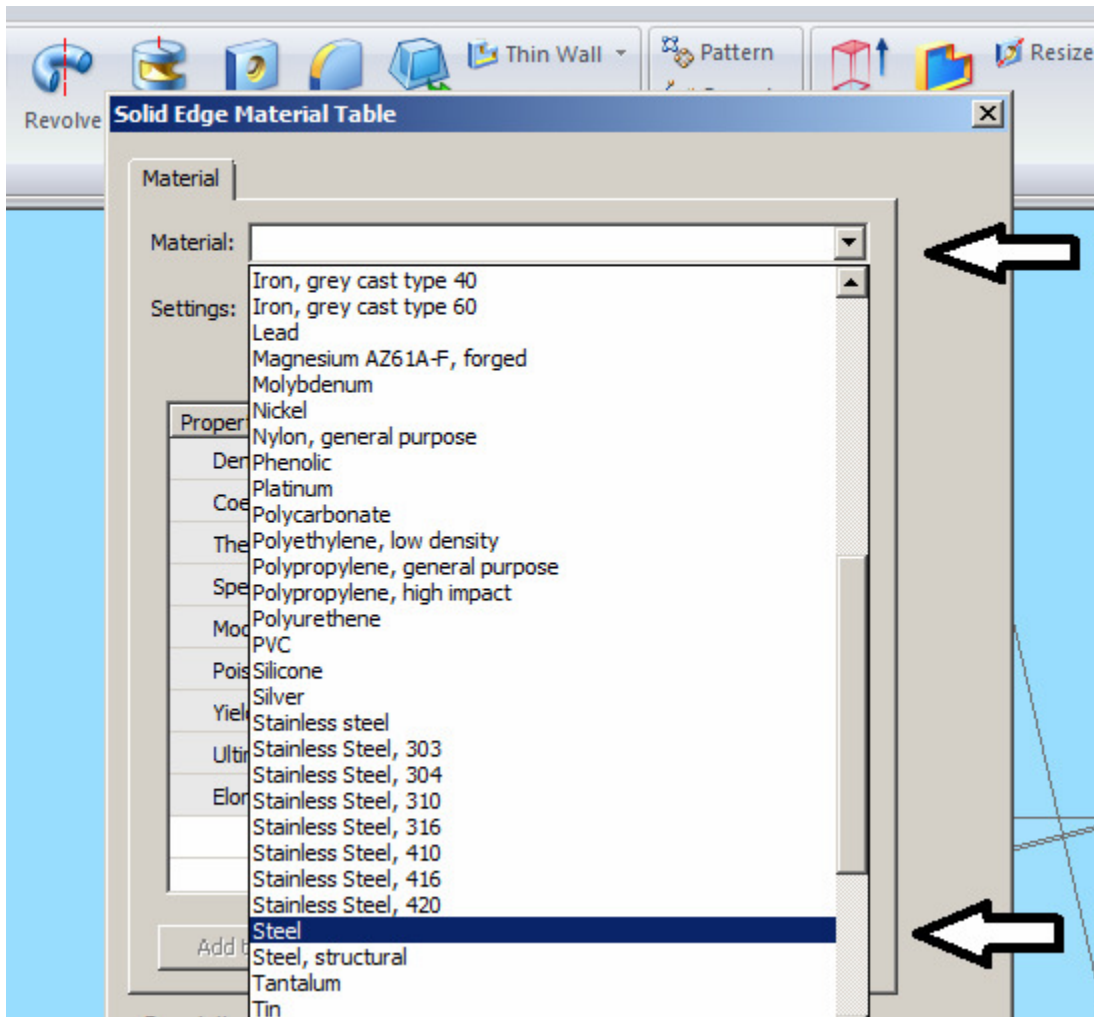 Thin Wall
Pattern
Resize
Revolve
Solid Edge Material Table
Material
Material:
Iron, grey cast type 40
Settings:
Iron, grey cast type 60
Lead
Magnesium AZ61A-F, forged
Molybdenum
Nickel
Nylon, general purpose
Phenolic
Platinum
Polycarbonate
Polyethylene, low density
Polypropylene, general purpose
Polypropylene, high impact
Polyurethene
PVC
Silicone
Silver
Stainless steel
Stainless Steel, 303
Stainless Steel, 304
Stainless Steel, 310
Stainless Steel, 316
Stainless Steel, 410
Stainless Steel, 416
Stainless Steel, 420
Steel
Add
Steel, structural
Tantalum
Tin